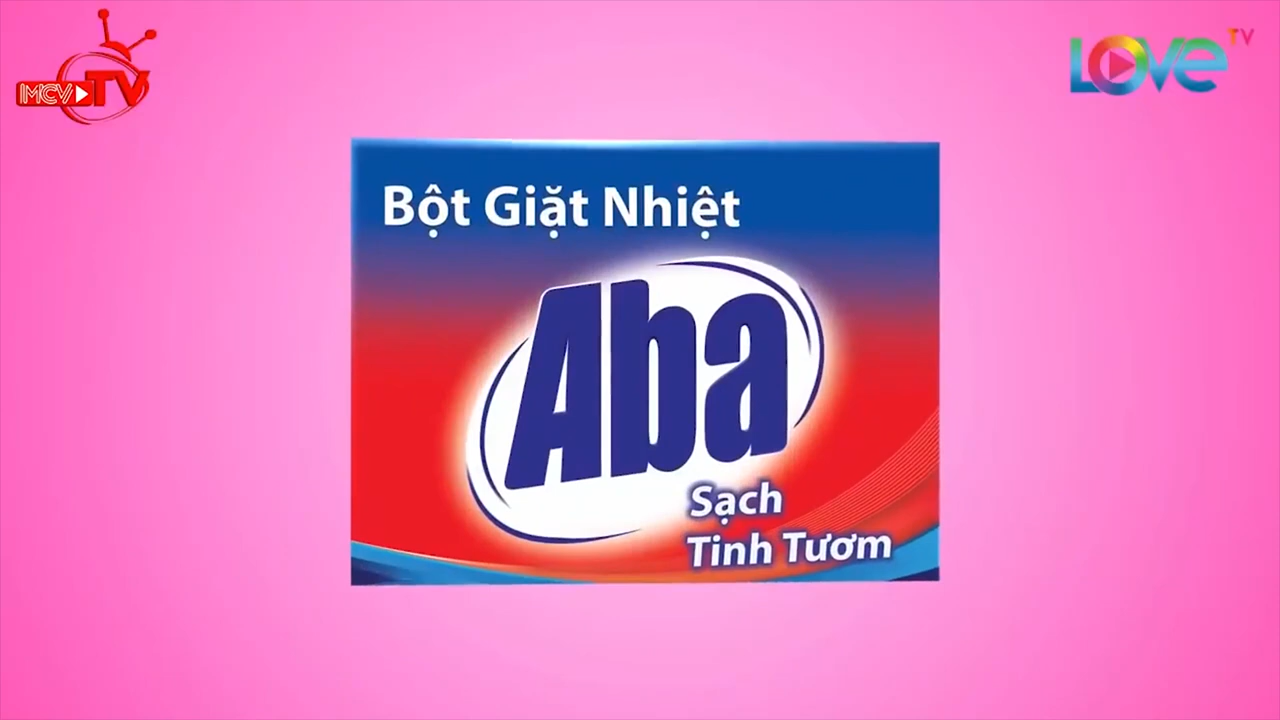 MCV TV
LOVE TV
Bột Giặt Nhiệt
Aba
Sạch
Tinh Tươm